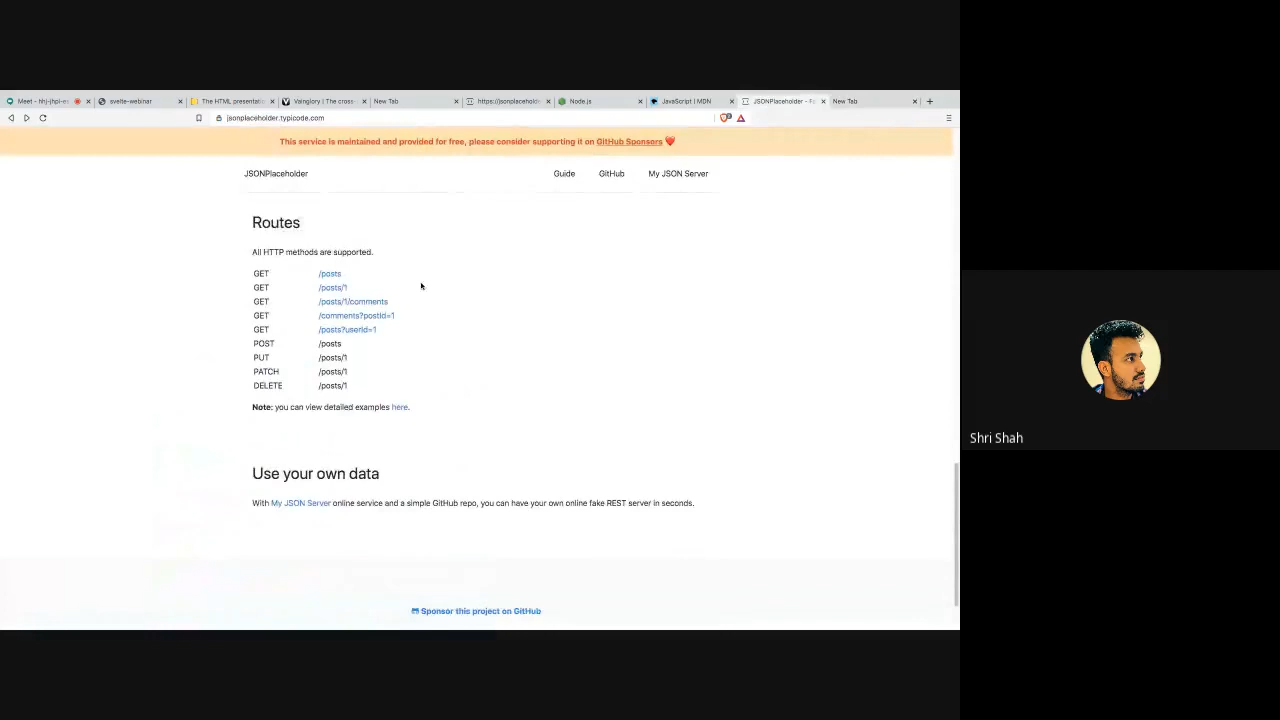 Meet - hhj-jhpi-es
svelte-webinar
The HTML presentatio
Vainglory | The cross-
New Tab
https://jsonplaceholde
Node.js
JavaScript | MDN
JSONPlaceholder - Fr
New Tab
jsonplaceholder.typicode.com
This service is maintained and provided for free, please consider supporting it on GitHub Sponsors
JSONPlaceholder
Guide
GitHub
My JSON Server
Routes
All HTTP methods are supported.
GET /posts
GET /posts/1
GET /posts/1/comments
GET /comments?postId=1
GET /posts?userId=1
POST /posts
PUT /posts/1
PATCH /posts/1
DELETE /posts/1
Note: you can view detailed examples here.
Use your own data
With My JSON Server online service and a simple GitHub repo, you can have your own online fake REST server in seconds.
Sponsor this project on GitHub
Shri Shah